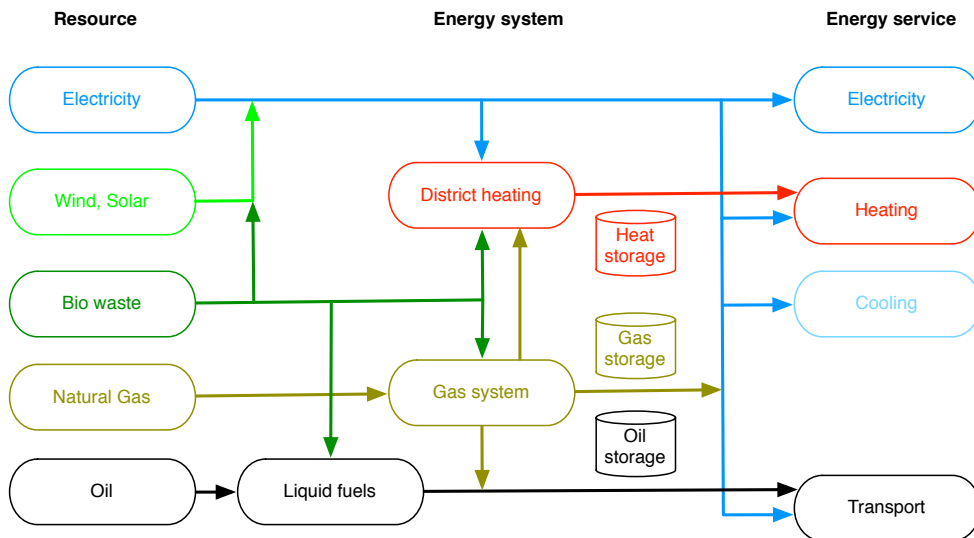 Resource
Energy system
Energy service
Electricity
Electricity
Wind, Solar
District heating
Heating
Heat
storage
Bio waste
Cooling
Gas
storage
Natural Gas
Gas system
Oil
storage
Oil
Liquid fuels
Transport